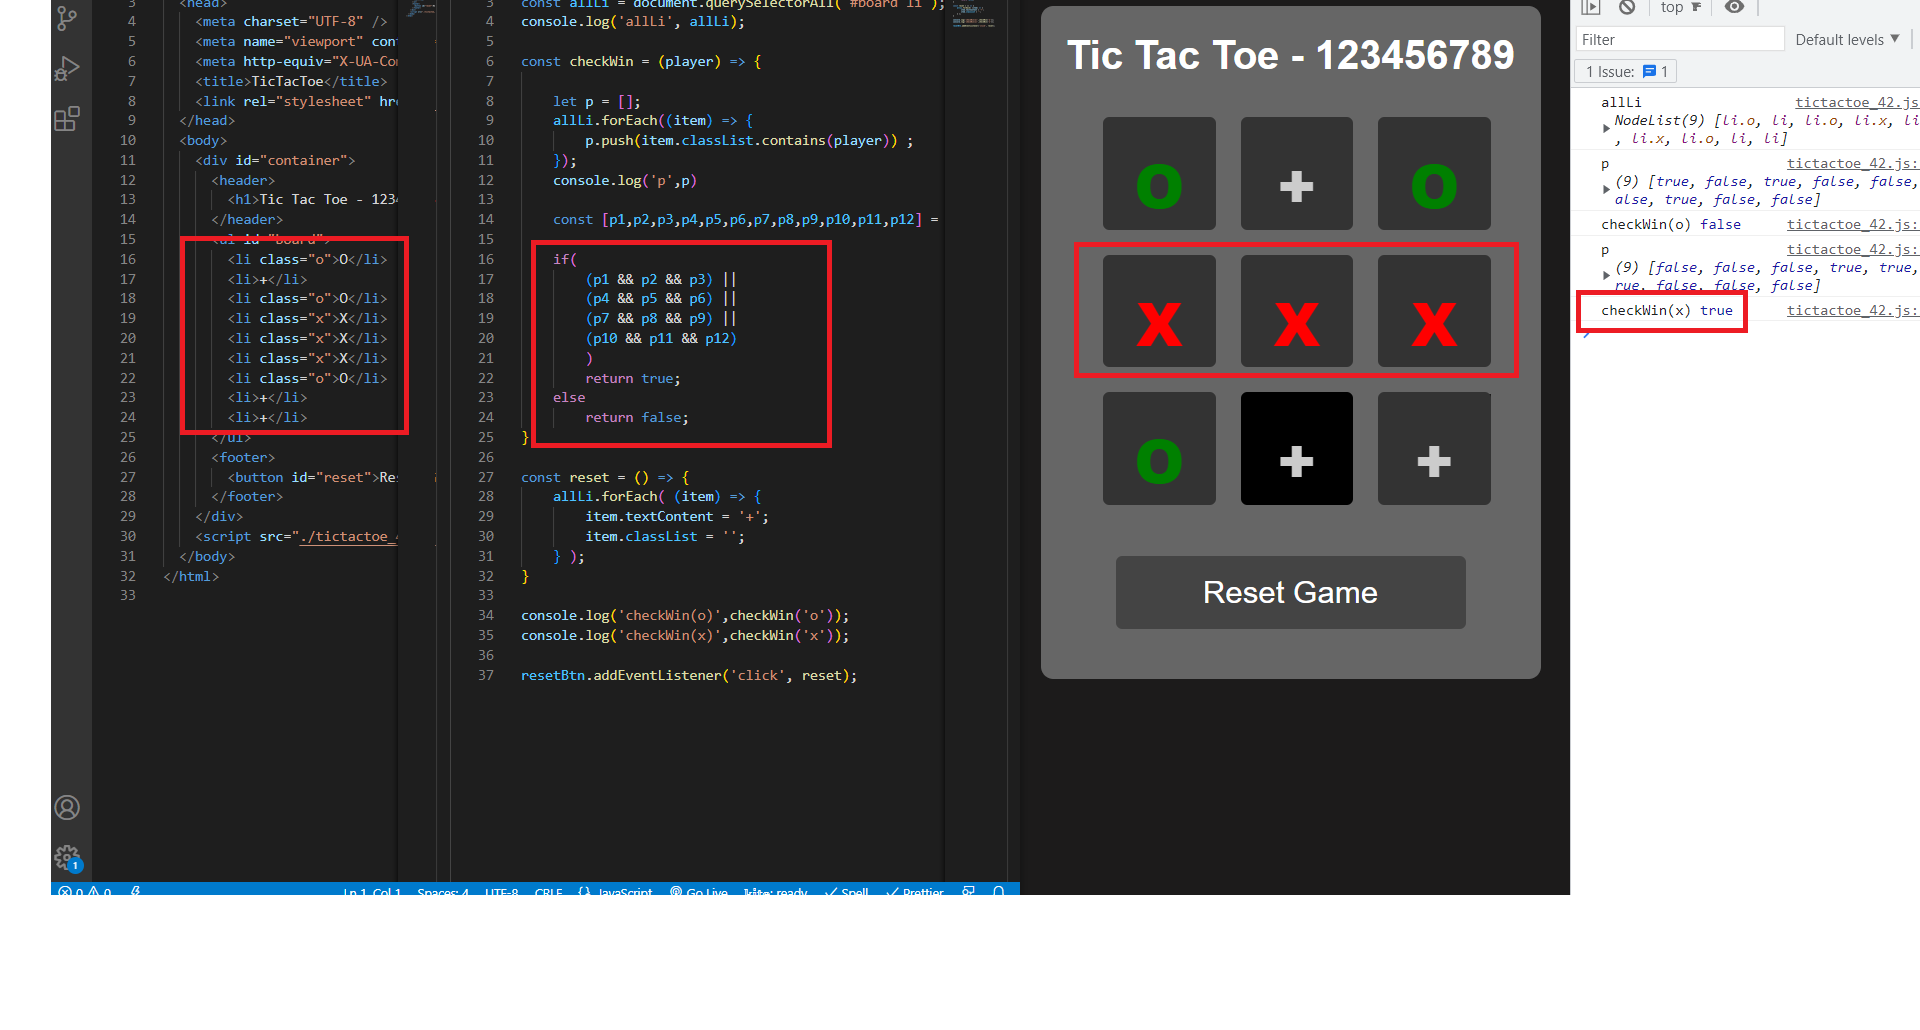 3 <head>
4 <meta charset="UTF-8" />
5 <meta name="viewport" con
6 <meta http-equiv="X-UA-Co
7 <title>TicTacToe</title>
8 <link rel="stylesheet" hr
9 </head>
10 <body>
11 <div id="container">
12 <header>
13 <h1>Tic Tac Toe - 123
14 </header>
15 <ul id="board">
16 <li class="o">O</li>
17 <li>+</li>
18 <li class="o">O</li>
19 <li class="x">X</li>
20 <li class="x">X</li>
21 <li class="x">X</li>
22 <li class="o">O</li>
23 <li>+</li>
24 <li>+</li>
25 </ul>
26 <footer>
27 <button id="reset">Re
28 </footer>
29 </div>
30 <script src="./tictactoe_
31 </body>
32 </html>
33
3 const allLi = document.querySelectorAll('#board li');
4 console.log('allLi', allLi);
5
6 const checkWin = (player) => {
7
8 let p = [];
9 allLi.forEach((item) => {
10 p.push(item.classList.contains(player)) ;
11 });
12 console.log('p',p)
13
14 const [p1,p2,p3,p4,p5,p6,p7,p8,p9,p10,p11,p12] =
15
16 if(
17 (p1 && p2 && p3) ||
18 (p4 && p5 && p6) ||
19 (p7 && p8 && p9) ||
20 (p10 && p11 && p12)
21 )
22 return true;
23 else
24 return false;
25 }
26
27 const reset = () => {
28 allLi.forEach( (item) => {
29 item.textContent = '+';
30 item.classList = '';
31 } );
32 }
33
34 console.log('checkWin(o)',checkWin('o'));
35 console.log('checkWin(x)',checkWin('x'));
36
37 resetBtn.addEventListener('click', reset);
1
0 0 Ln 1, Col 1 Spaces: 4 UTF-8 CRLF {} JavaScript Go Live kite: ready Spell Prettier
Tic Tac Toe - 123456789
o + o
x x x
o + +
Reset Game
top
Filter Default levels
1 Issue: 1
allLi tictactoe_42.js:
NodeList(9) [li.o, li, li.o, li.x, li
, li.x, li.o, li, li]
p tictactoe_42.js:
(9) [true, false, true, false, false,
alse, true, false, false]
checkWin(o) false tictactoe_42.js:
p tictactoe_42.js:
(9) [false, false, false, true, true,
rue, false, false, false]
checkWin(x) true tictactoe_42.js: